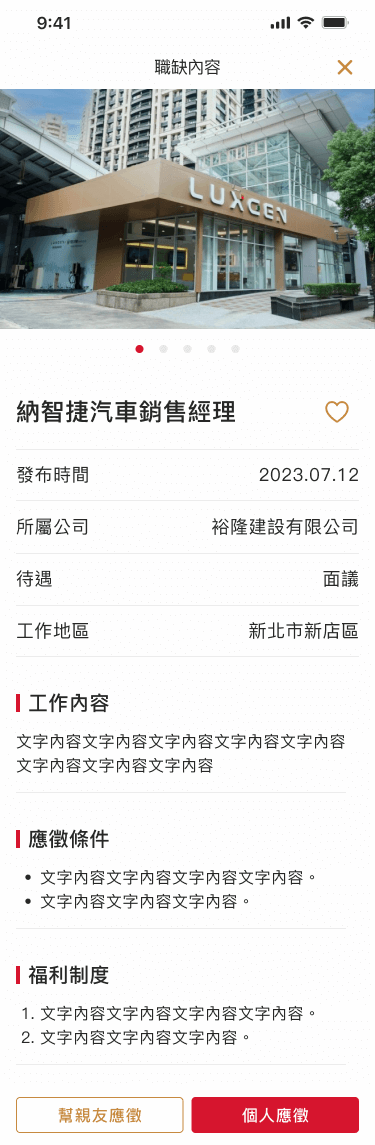 9:41
職缺內容
LUXGEN
納智捷汽車銷售經理
發布時間
2023.07.12
所屬公司
裕隆建設有限公司
待遇
面議
工作地區
新北市新店區
工作內容
文字內容文字內容文字內容文字內容文字內容
文字內容文字內容文字內容
應徵條件
• 文字內容文字內容文字內容文字內容。
• 文字內容文字內容文字內容。
福利制度
1. 文字內容文字內容文字內容文字內容。
2. 文字內容文字內容文字內容。
幫親友應徵
個人應徵